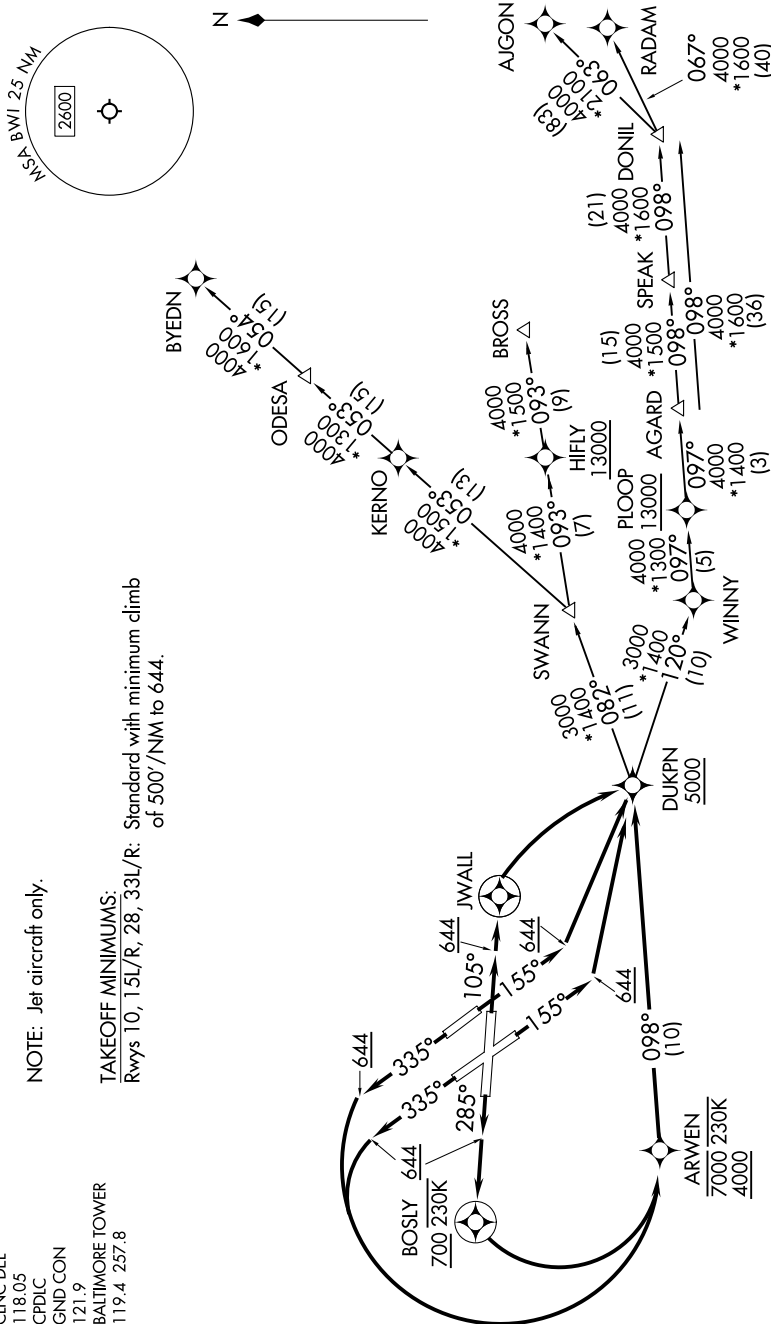 CLNC DEL
118.05
CPDLC
GND CON
121.9
BALTIMORE TOWER
119.4 257.8
NOTE: Jet aircraft only.
TAKEOFF MINIMUMS:
Rwys 10, 15L/R, 28, 33L/R: Standard with minimum climb
of 500'/NM to 644.
MSA BWI 25 NM
2600
N
BYEDN
4000
*1600
054°
(15)
ODESA
4000
*1300
053°
(15)
KERNO
4000
*1500
053°
(13)
BROSS
4000
*1500
093°
(9)
HIFLY
13000
4000
*1400
093°
(7)
SWANN
3000
*1400
082°
(11)
AJGON
(83)
4000
*2100
063°
RADAM
067°
4000
*1600
(40)
DONIL
(21)
4000
*1600
098°
SPEAK
(15)
4000
*1500
098°
098°
4000
*1600
(36)
AGARD
097°
4000
*1400
(3)
PLOOP
13000
4000
*1300
097°
(5)
WINNY
3000
*1400
120°
(10)
DUKPN
5000
JWALL
644
105°
644
155°
644
155°
644
335°
335°
644
285°
BOSLY
700 230K
098°
(10)
ARWEN
7000 230K
4000